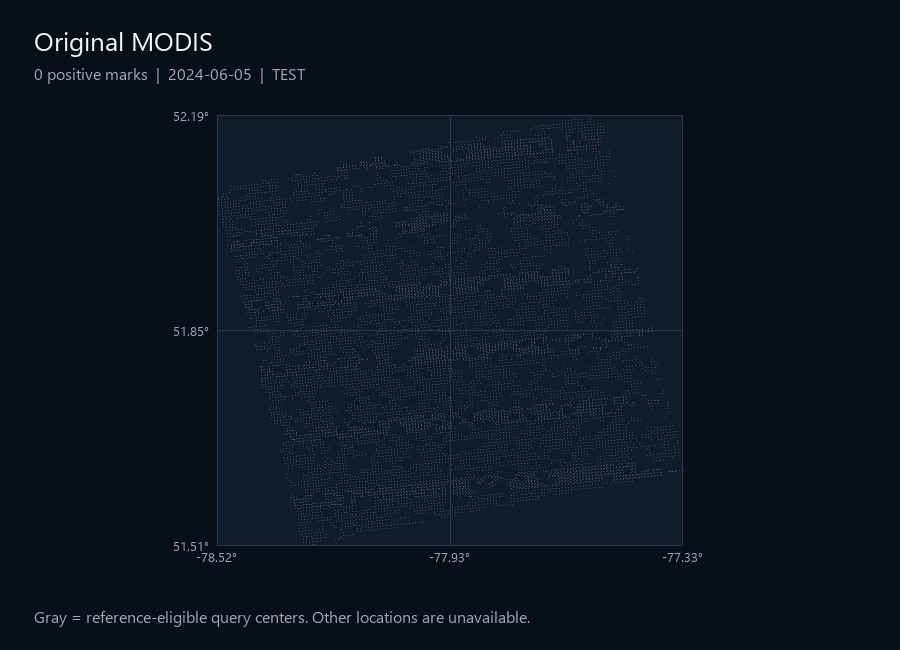 Original MODIS
0 positive marks | 2024-06-05 | TEST
52.19°
51.85°
51.51°
-78.52° -77.93° -77.33°
Gray = reference-eligible query centers. Other locations are unavailable.